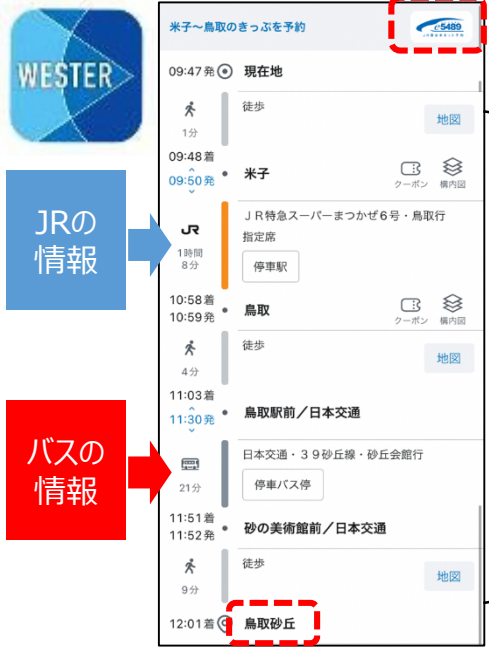 WESTER
米子～鳥取のきっぷを予約
e5489
09:47発
現在地
徒歩
1分
地図
09:48着
09:50発
米子
クーポン
構内図
JRの
情報
JR
1時間
8分
ＪＲ特急スーパーまつかぜ６号・鳥取行
指定席
停車駅
10:58着
10:59発
鳥取
クーポン
構内図
徒歩
4分
地図
11:03着
11:30発
鳥取駅前／日本交通
バスの
情報
21分
日本交通・３９砂丘線・砂丘会館行
停車バス停
11:51着
11:52発
砂の美術館前／日本交通
徒歩
9分
地図
12:01着
鳥取砂丘